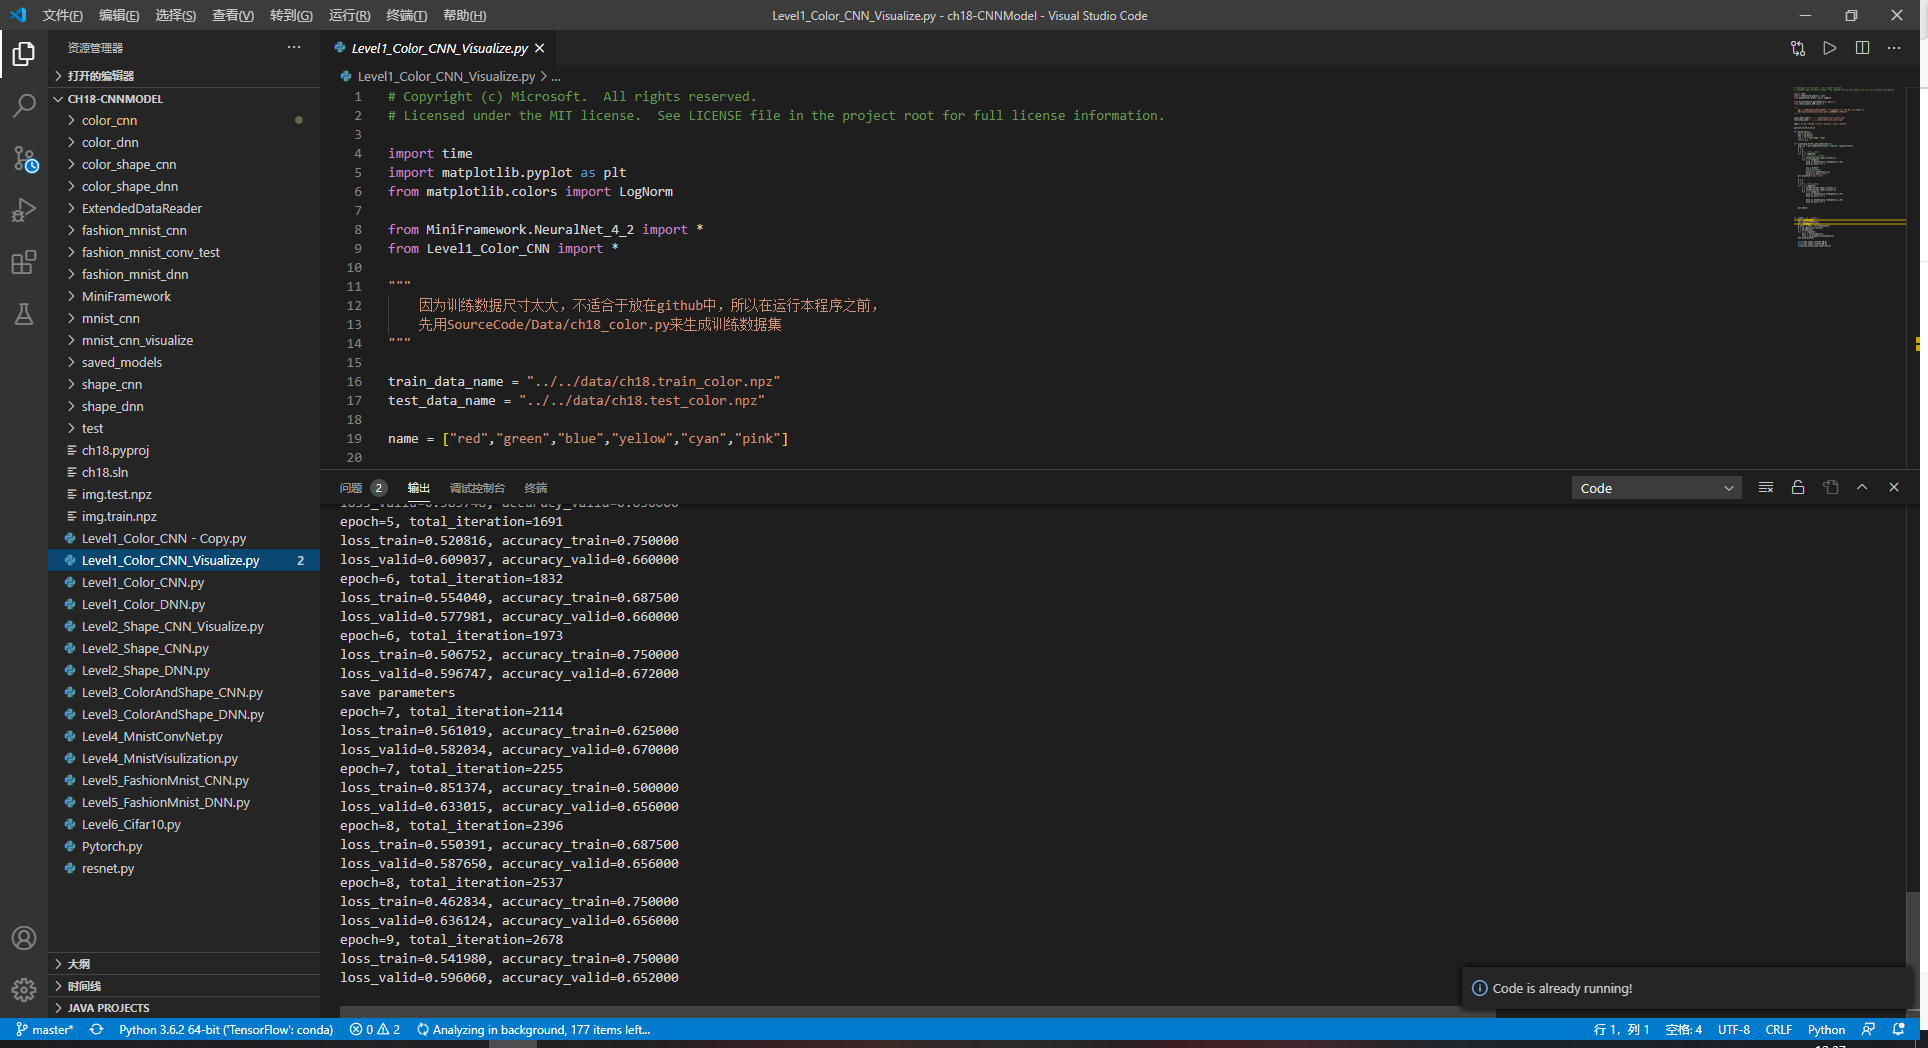 文件(F) 编辑(E) 选择(S) 查看(V) 转到(G) 运行(R) 终端(T) 帮助(H)
Level1_Color_CNN_Visualize.py - ch18-CNNModel - Visual Studio Code
资源管理器
打开的编辑器
CH18-CNNMODEL
color_cnn
color_dnn
color_shape_cnn
color_shape_dnn
ExtendedDataReader
fashion_mnist_cnn
fashion_mnist_conv_test
fashion_mnist_dnn
MiniFramework
mnist_cnn
mnist_cnn_visualize
saved_models
shape_cnn
shape_dnn
test
ch18.pyproj
ch18.sln
img.test.npz
img.train.npz
Level1_Color_CNN - Copy.py
Level1_Color_CNN_Visualize.py 2
Level1_Color_CNN.py
Level1_Color_DNN.py
Level2_Shape_CNN_Visualize.py
Level2_Shape_CNN.py
Level2_Shape_DNN.py
Level3_ColorAndShape_CNN.py
Level3_ColorAndShape_DNN.py
Level4_MnistConvNet.py
Level4_MnistVisulization.py
Level5_FashionMnist_CNN.py
Level5_FashionMnist_DNN.py
Level6_Cifar10.py
Pytorch.py
resnet.py
大纲
时间线
JAVA PROJECTS
Level1_Color_CNN_Visualize.py
Level1_Color_CNN_Visualize.py > ...
1 # Copyright (c) Microsoft.  All rights reserved.
2 # Licensed under the MIT license.  See LICENSE file in the project root for full license information.
3
4 import time
5 import matplotlib.pyplot as plt
6 from matplotlib.colors import LogNorm
7
8 from MiniFramework.NeuralNet_4_2 import *
9 from Level1_Color_CNN import *
10
11 """
12 因为训练数据尺寸太大，不适合于放在github中，所以在运行本程序之前，
13 先用SourceCode/Data/ch18_color.py来生成训练数据集
14 """
15
16 train_data_name = "../../data/ch18.train_color.npz"
17 test_data_name = "../../data/ch18.test_color.npz"
18
19 name = ["red","green","blue","yellow","cyan","pink"]
20
问题 2 输出 调试控制台 终端
Code
epoch=5, total_iteration=1691
loss_train=0.520816, accuracy_train=0.750000
loss_valid=0.609037, accuracy_valid=0.660000
epoch=6, total_iteration=1832
loss_train=0.554040, accuracy_train=0.687500
loss_valid=0.577981, accuracy_valid=0.660000
epoch=6, total_iteration=1973
loss_train=0.506752, accuracy_train=0.750000
loss_valid=0.596747, accuracy_valid=0.672000
save parameters
epoch=7, total_iteration=2114
loss_train=0.561019, accuracy_train=0.625000
loss_valid=0.582034, accuracy_valid=0.670000
epoch=7, total_iteration=2255
loss_train=0.851374, accuracy_train=0.500000
loss_valid=0.633015, accuracy_valid=0.656000
epoch=8, total_iteration=2396
loss_train=0.550391, accuracy_train=0.687500
loss_valid=0.587650, accuracy_valid=0.656000
epoch=8, total_iteration=2537
loss_train=0.462834, accuracy_train=0.750000
loss_valid=0.636124, accuracy_valid=0.656000
epoch=9, total_iteration=2678
loss_train=0.541980, accuracy_train=0.750000
loss_valid=0.596060, accuracy_valid=0.652000
Code is already running!
master* Python 3.6.2 64-bit ('TensorFlow': conda) 0 2 Analyzing in background, 177 items left...
行 1，列 1 空格: 4 UTF-8 CRLF Python